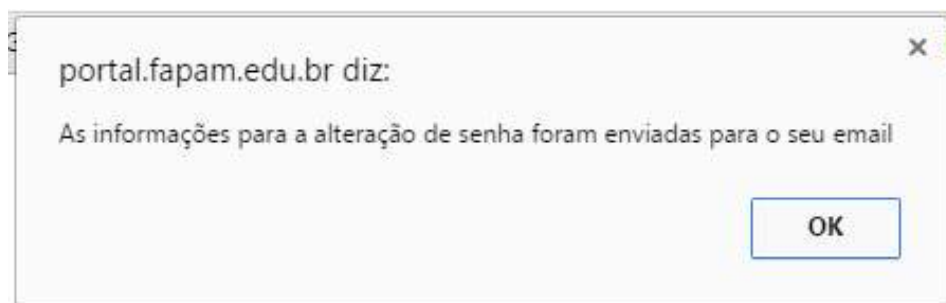 portal.fapam.edu.br diz:
As informações para a alteração de senha foram enviadas para o seu email
OK